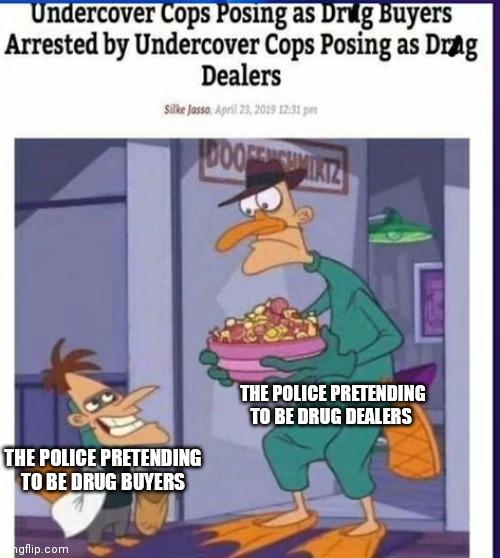 Undercover Cops Posing as Drug Buyers
Arrested by Undercover Cops Posing as Drug
Dealers
Silke Jasso, April 23, 2019 12:31 pm
DOOFENSHMIRTZ
THE POLICE PRETENDING
TO BE DRUG DEALERS
THE POLICE PRETENDING
TO BE DRUG BUYERS
ngflip.com